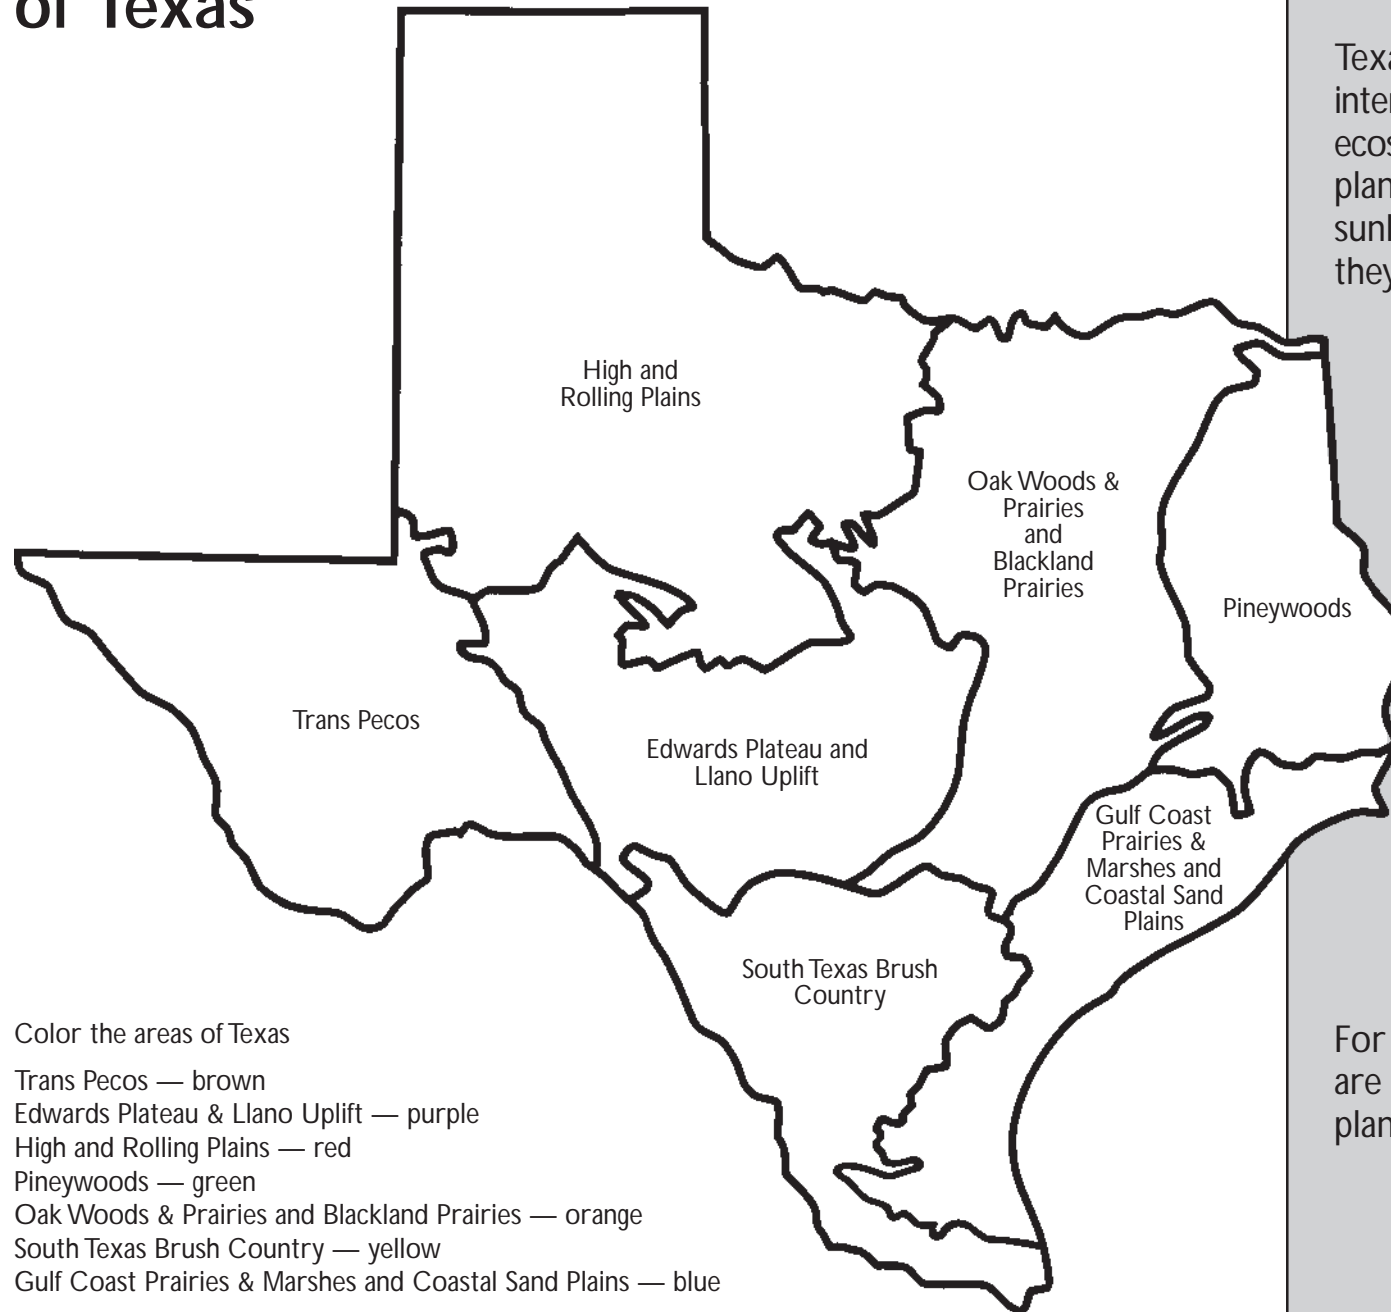 of Texas
High and
Rolling Plains
Oak Woods &
Prairies
and
Blackland
Prairies
Pineywoods
Trans Pecos
Edwards Plateau and
Llano Uplift
Gulf Coast
Prairies &
Marshes and
Coastal Sand
Plains
South Texas Brush
Country
Color the areas of Texas
Trans Pecos — brown
Edwards Plateau & Llano Uplift — purple
High and Rolling Plains — red
Pineywoods — green
Oak Woods & Prairies and Blackland Prairies — orange
South Texas Brush Country — yellow
Gulf Coast Prairies & Marshes and Coastal Sand Plains — blue
they
For
are